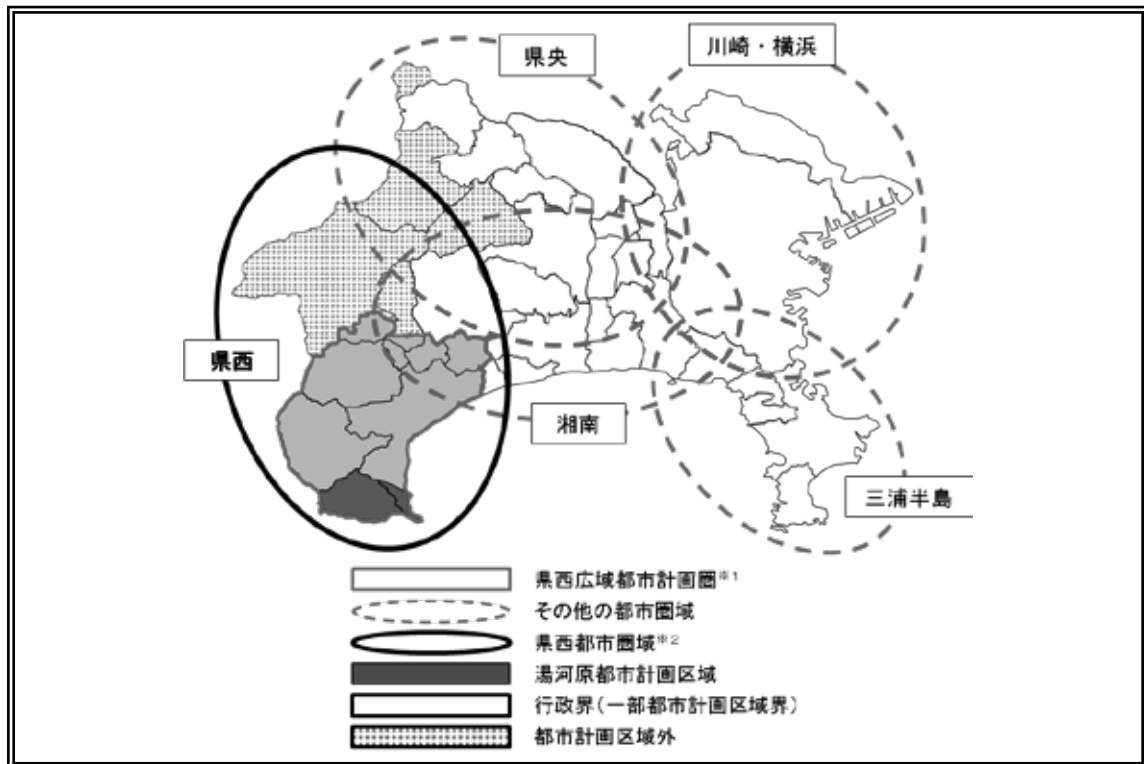 県央
川崎・横浜
県西
湘南
三浦半島
県西広域都市計画圏※1
その他の都市圏域
県西都市圏域※2
湯河原都市計画区域
行政界(一部都市計画区域界)
都市計画区域外